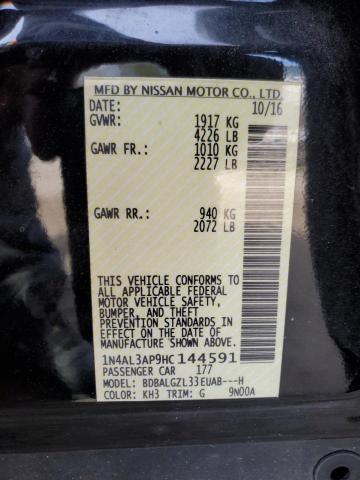 MFD BY NISSAN MOTOR CO., LTD.
DATE: 10/16
GVWR: 1917 KG
4226 LB
GAWR FR.: 1010 KG
2227 LB
GAWR RR.: 940 KG
2072 LB
THIS VEHICLE CONFORMS TO
ALL APPLICABLE FEDERAL
MOTOR VEHICLE SAFETY,
BUMPER, AND THEFT
PREVENTION STANDARDS IN
EFFECT ON THE DATE OF
MANUFACTURE SHOWN ABOVE.
1N4AL3AP9HC144591
PASSENGER CAR 177
MODEL: BDBALGZL33EUAB---H
COLOR: KH3 TRIM: G 9N00A